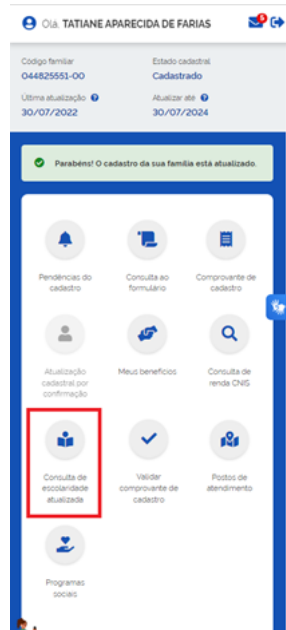 Olá, TATIANE APARECIDA DE FARIAS
Código familiar
Estado cadastral
044825551-00
Cadastrado
Última atualização
Atualizar até
30/07/2022
30/07/2024
Parabéns! O cadastro da sua família está atualizado.
Pendências do
cadastro
Consulta ao
formulário
Comprovante de
cadastro
Atualização
cadastral por
confirmação
Meus benefícios
Consulta de
renda CNIS
Consulta de
escolaridade
atualizada
Validar
comprovante de
cadastro
Postos de
atendimento
Programas
sociais